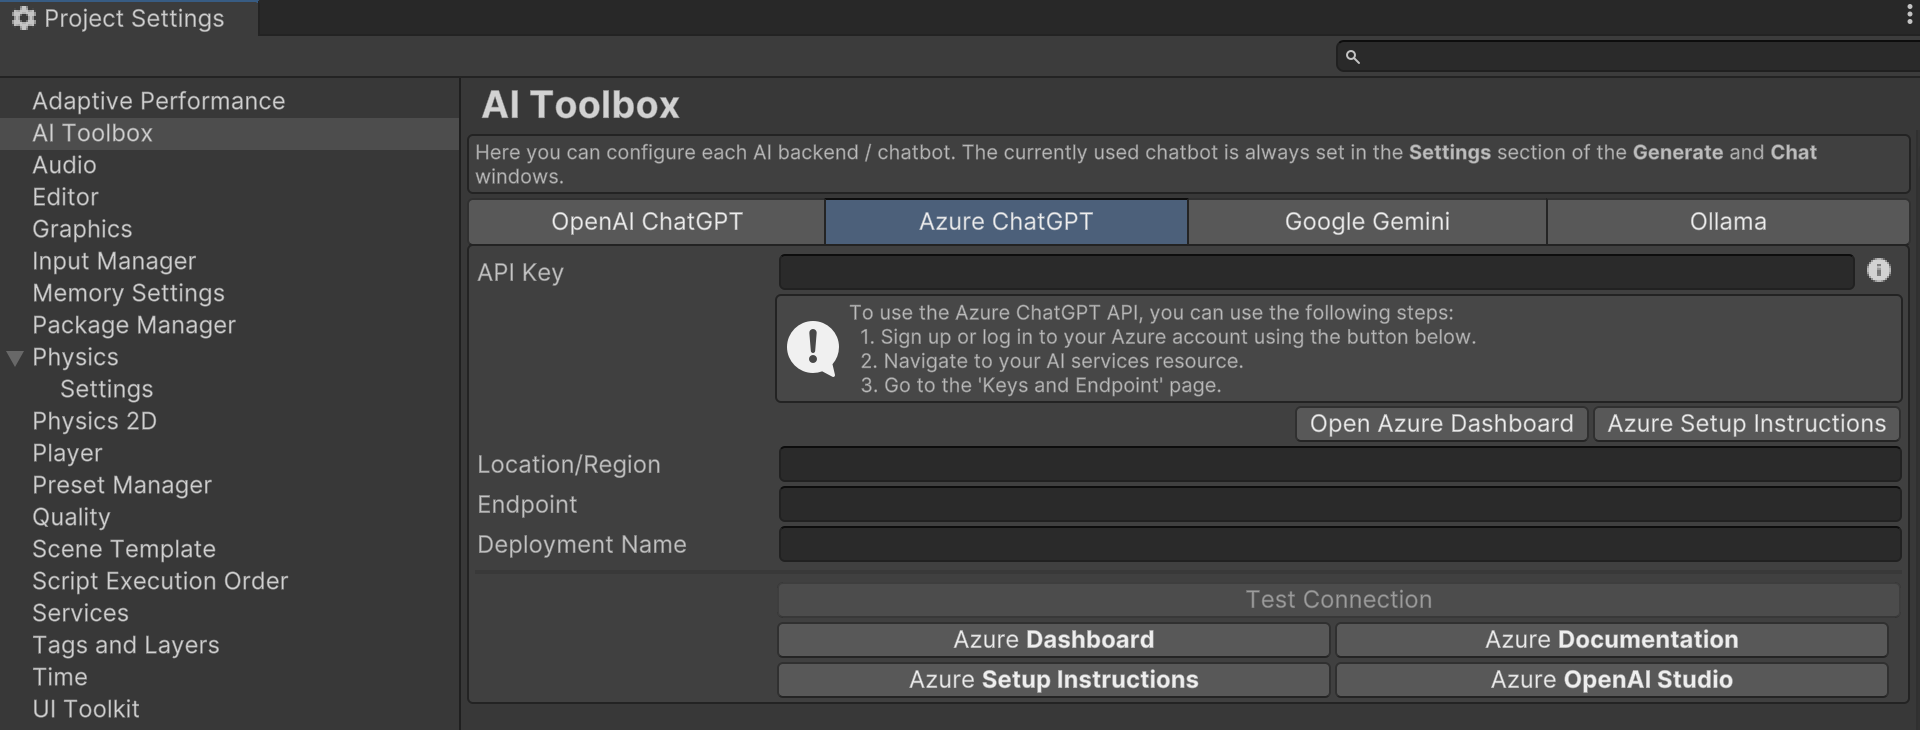 Project Settings
Adaptive Performance
AI Toolbox
Audio
Editor
Graphics
Input Manager
Memory Settings
Package Manager
Physics
Settings
Physics 2D
Player
Preset Manager
Quality
Scene Template
Script Execution Order
Services
Tags and Layers
Time
UI Toolkit
AI Toolbox
Here you can configure each AI backend / chatbot. The currently used chatbot is always set in the Settings section of the Generate and Chat
windows.
OpenAI ChatGPT Azure ChatGPT Google Gemini Ollama
API Key
To use the Azure ChatGPT API, you can use the following steps:
1. Sign up or log in to your Azure account using the button below.
2. Navigate to your AI services resource.
3. Go to the 'Keys and Endpoint' page.
Open Azure Dashboard Azure Setup Instructions
Location/Region
Endpoint
Deployment Name
Test Connection
Azure Dashboard Azure Documentation
Azure Setup Instructions Azure OpenAI Studio